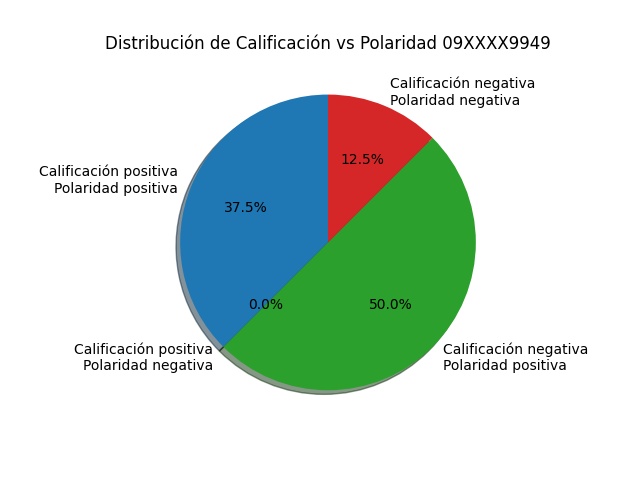 Distribución de Calificación vs Polaridad 09XXXX9949
Calificación negativa
Polaridad negativa
12.5%
Calificación positiva
Polaridad positiva
37.5%
0.0%
50.0%
Calificación positiva
Polaridad negativa
Calificación negativa
Polaridad positiva